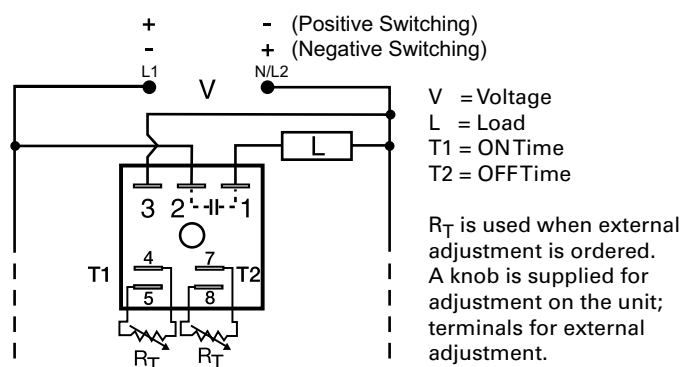 + - (Positive Switching)
- + (Negative Switching)
L1 V N/L2
V = Voltage
L = Load
T1 = ON Time
T2 = OFF Time
L
3 2 1
4 7
T1 T2
5 8
RT RT
RT is used when external
adjustment is ordered.
A knob is supplied for
adjustment on the unit;
terminals for external
adjustment.